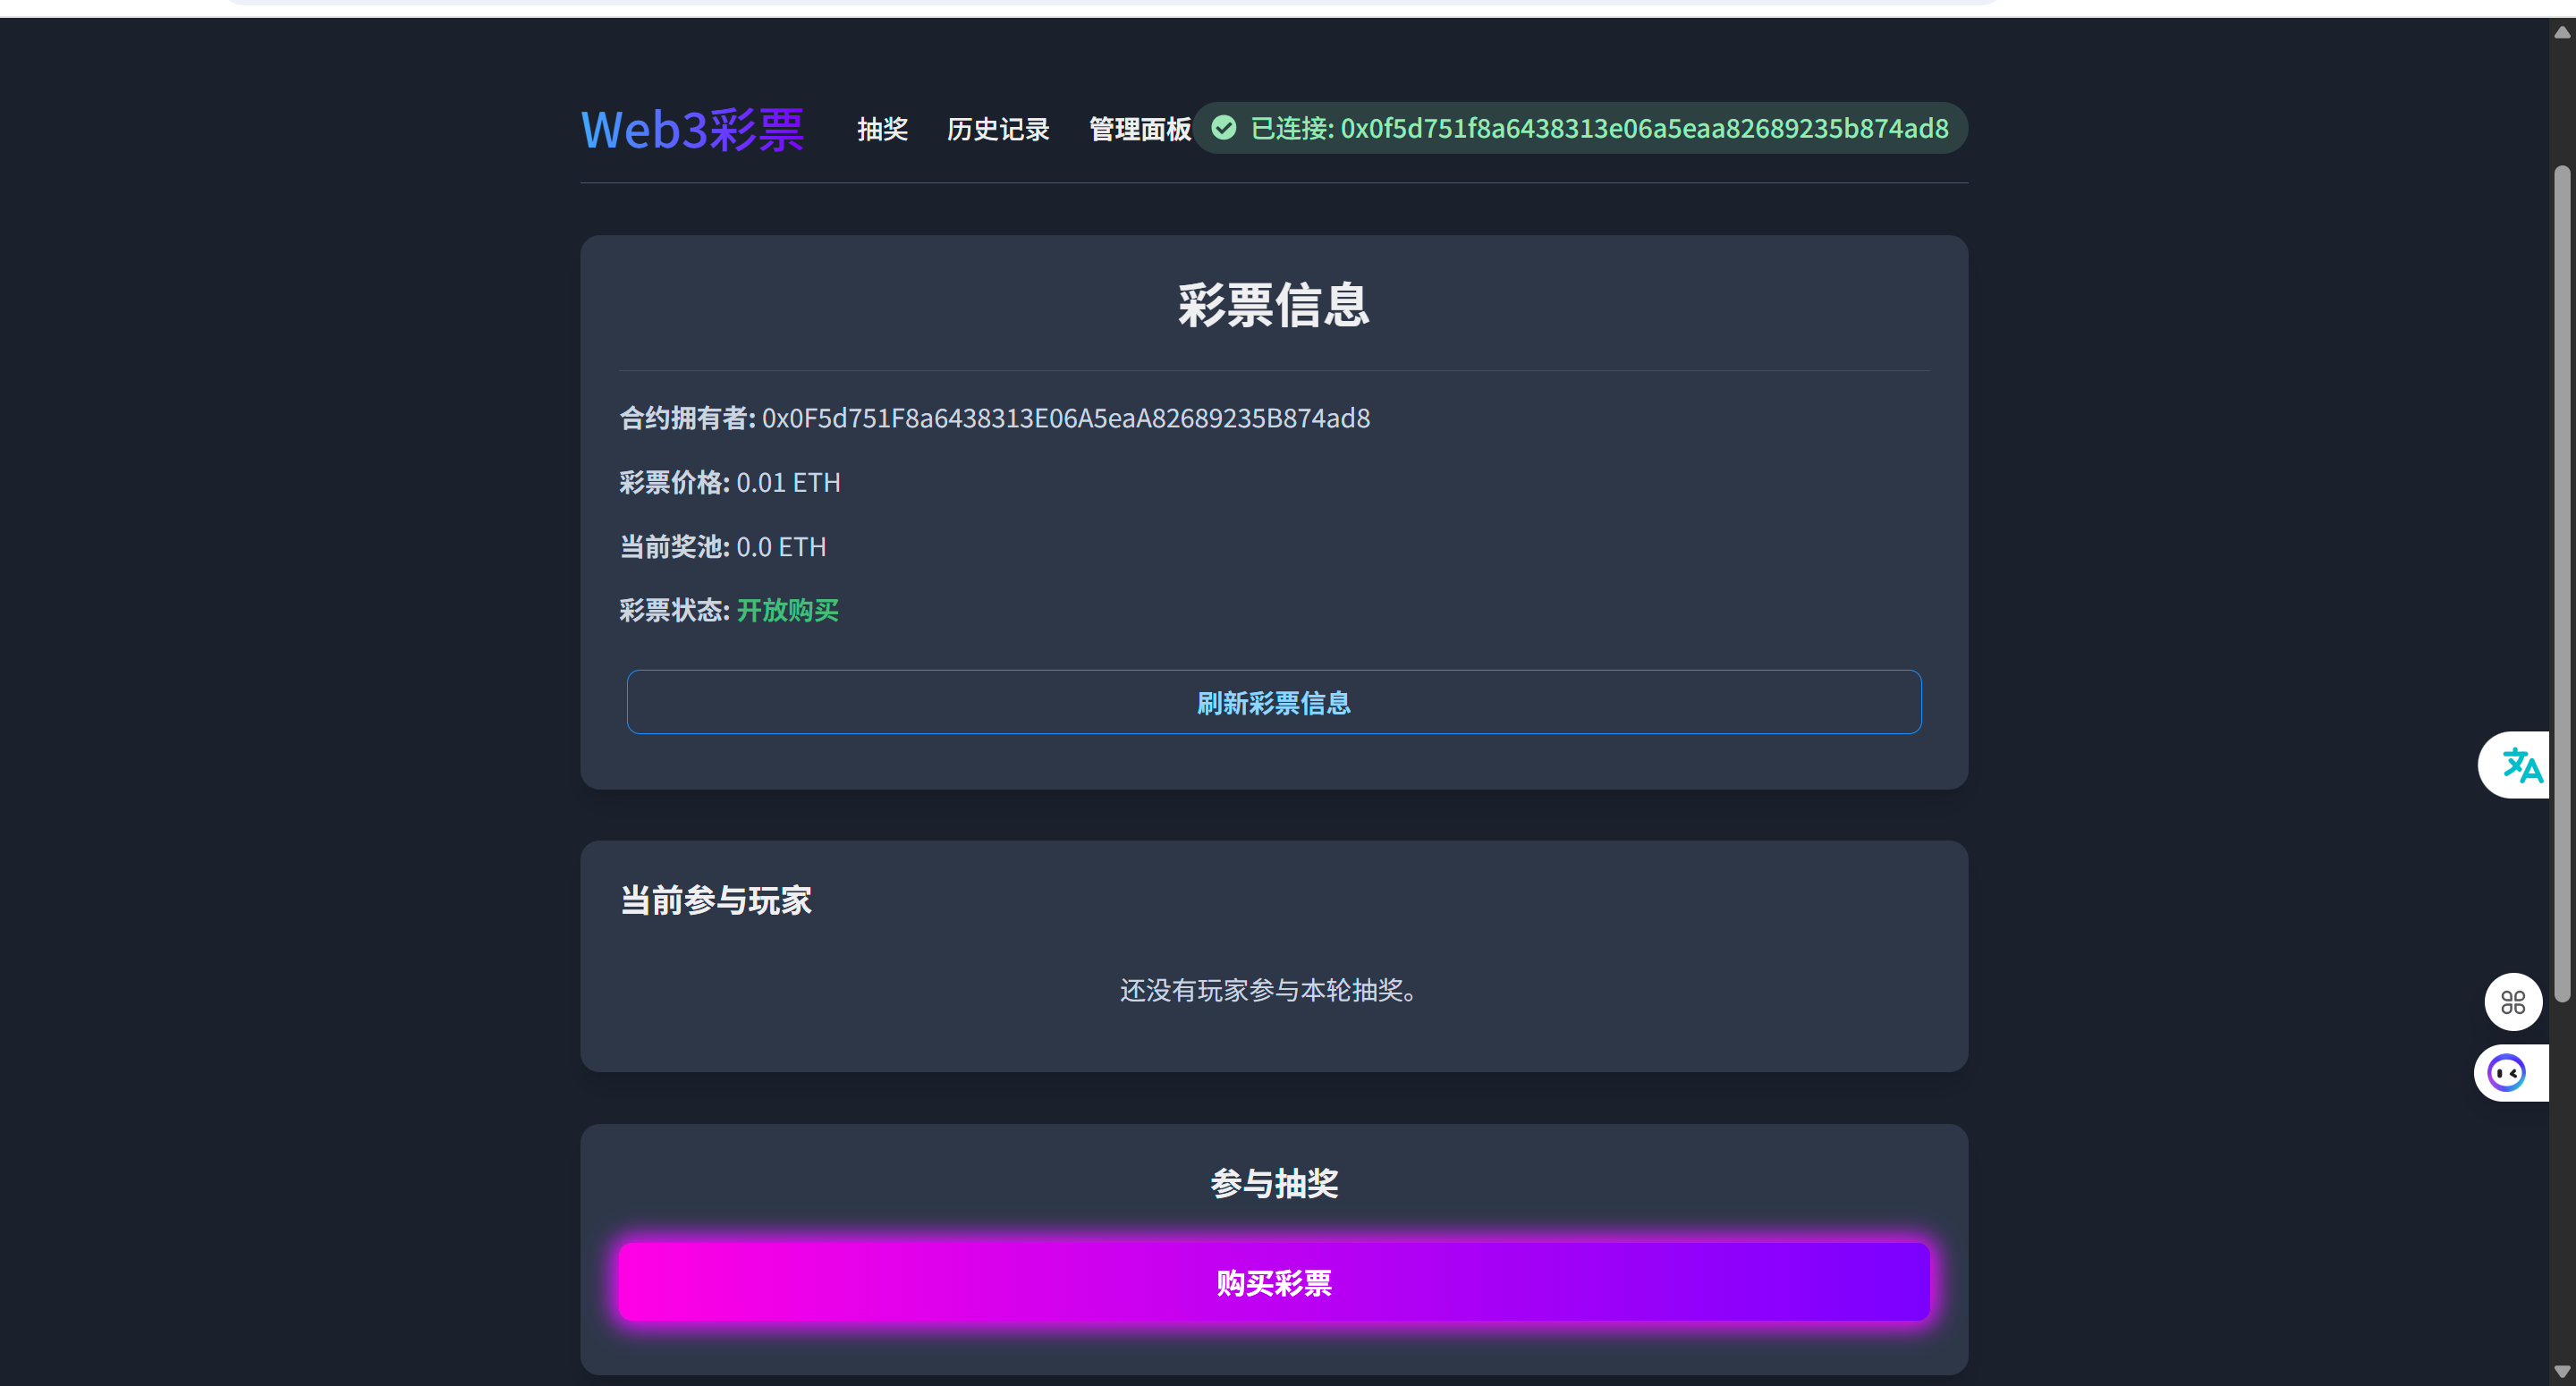 Web3彩票 抽奖 历史记录 管理面板 已连接: 0x0f5d751f8a6438313e06a5eaa82689235b874ad8
彩票信息
合约拥有者: 0x0F5d751F8a6438313E06A5eaA82689235B874ad8
彩票价格: 0.01 ETH
当前奖池: 0.0 ETH
彩票状态: 开放购买
刷新彩票信息
当前参与玩家
还没有玩家参与本轮抽奖。
参与抽奖
购买彩票